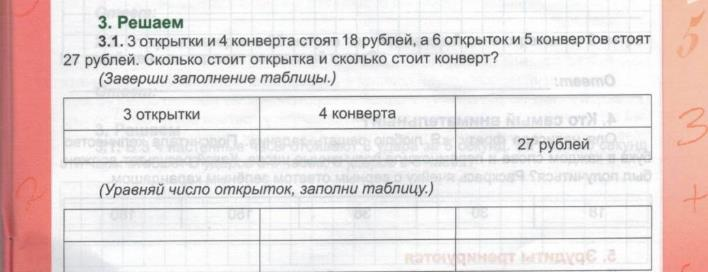 3. Решаем
3.1. 3 открытки и 4 конверта стоят 18 рублей, а 6 открыток и 5 конвертов стоят
27 рублей. Сколько стоит открытка и сколько стоит конверт?
(Заверши заполнение таблицы.)
3 открытки 4 конверта
27 рублей
(Уравняй число открыток, заполни таблицу.)
5
3
+